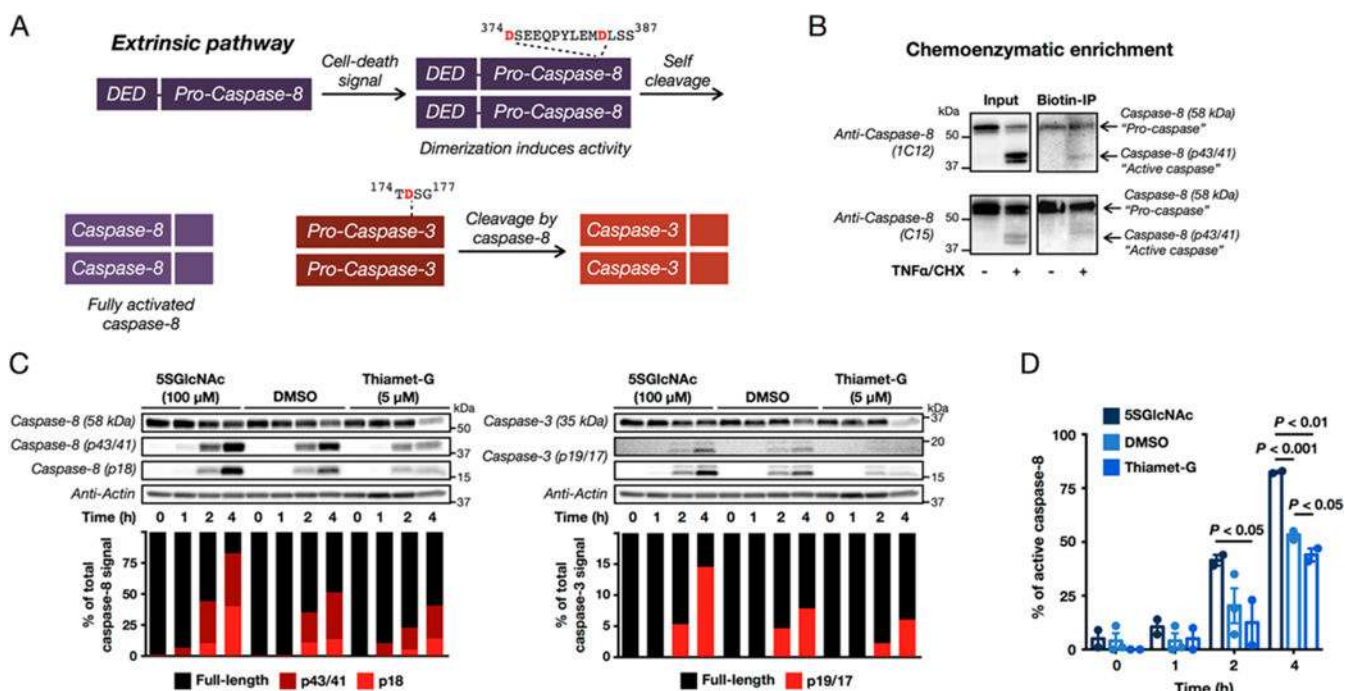 A
Extrinsic pathway
DED
Pro-Caspase-8
Cell-death
signal
374DSEEQPYLEMDLSS387
DED
Pro-Caspase-8
DED
Pro-Caspase-8
Dimerization induces activity
Self
cleavage
Caspase-8
Caspase-8
Fully activated
caspase-8
174TDSG177
Pro-Caspase-3
Pro-Caspase-3
Cleavage by
caspase-8
Caspase-3
Caspase-3
B
Chemoenzymatic enrichment
Input
Biotin-IP
kDa
Anti-Caspase-8
(1C12)
50
37
Caspase-8 (58 kDa)
"Pro-caspase"
Caspase-8 (p43/41)
"Active caspase"
Anti-Caspase-8
(C15)
50
37
Caspase-8 (58 kDa)
"Pro-caspase"
Caspase-8 (p43/41)
"Active caspase"
TNFα/CHX - + - +
C
5SGlcNAc
(100 µM)
DMSO
Thiamet-G
(5 µM)
kDa
Caspase-8 (58 kDa)
50
Caspase-8 (p43/41)
37
Caspase-8 (p18)
15
Anti-Actin
37
Time (h) 0 1 2 4 0 1 2 4 0 1 2 4
% of total
caspase-8 signal
75
50
25
0
Full-length
p43/41
p18
5SGlcNAc
(100 µM)
DMSO
Thiamet-G
(5 µM)
kDa
Caspase-3 (35 kDa)
37
20
Caspase-3 (p19/17)
15
Anti-Actin
37
Time (h) 0 1 2 4 0 1 2 4 0 1 2 4
% of total
caspase-3 signal
15
10
5
0
Full-length
p19/17
D
5SGlcNAc
DMSO
Thiamet-G
% of active caspase-8
100
75
50
25
0
P < 0.05
P < 0.01
P < 0.001
P < 0.05
0 1 2 4
Time (h)